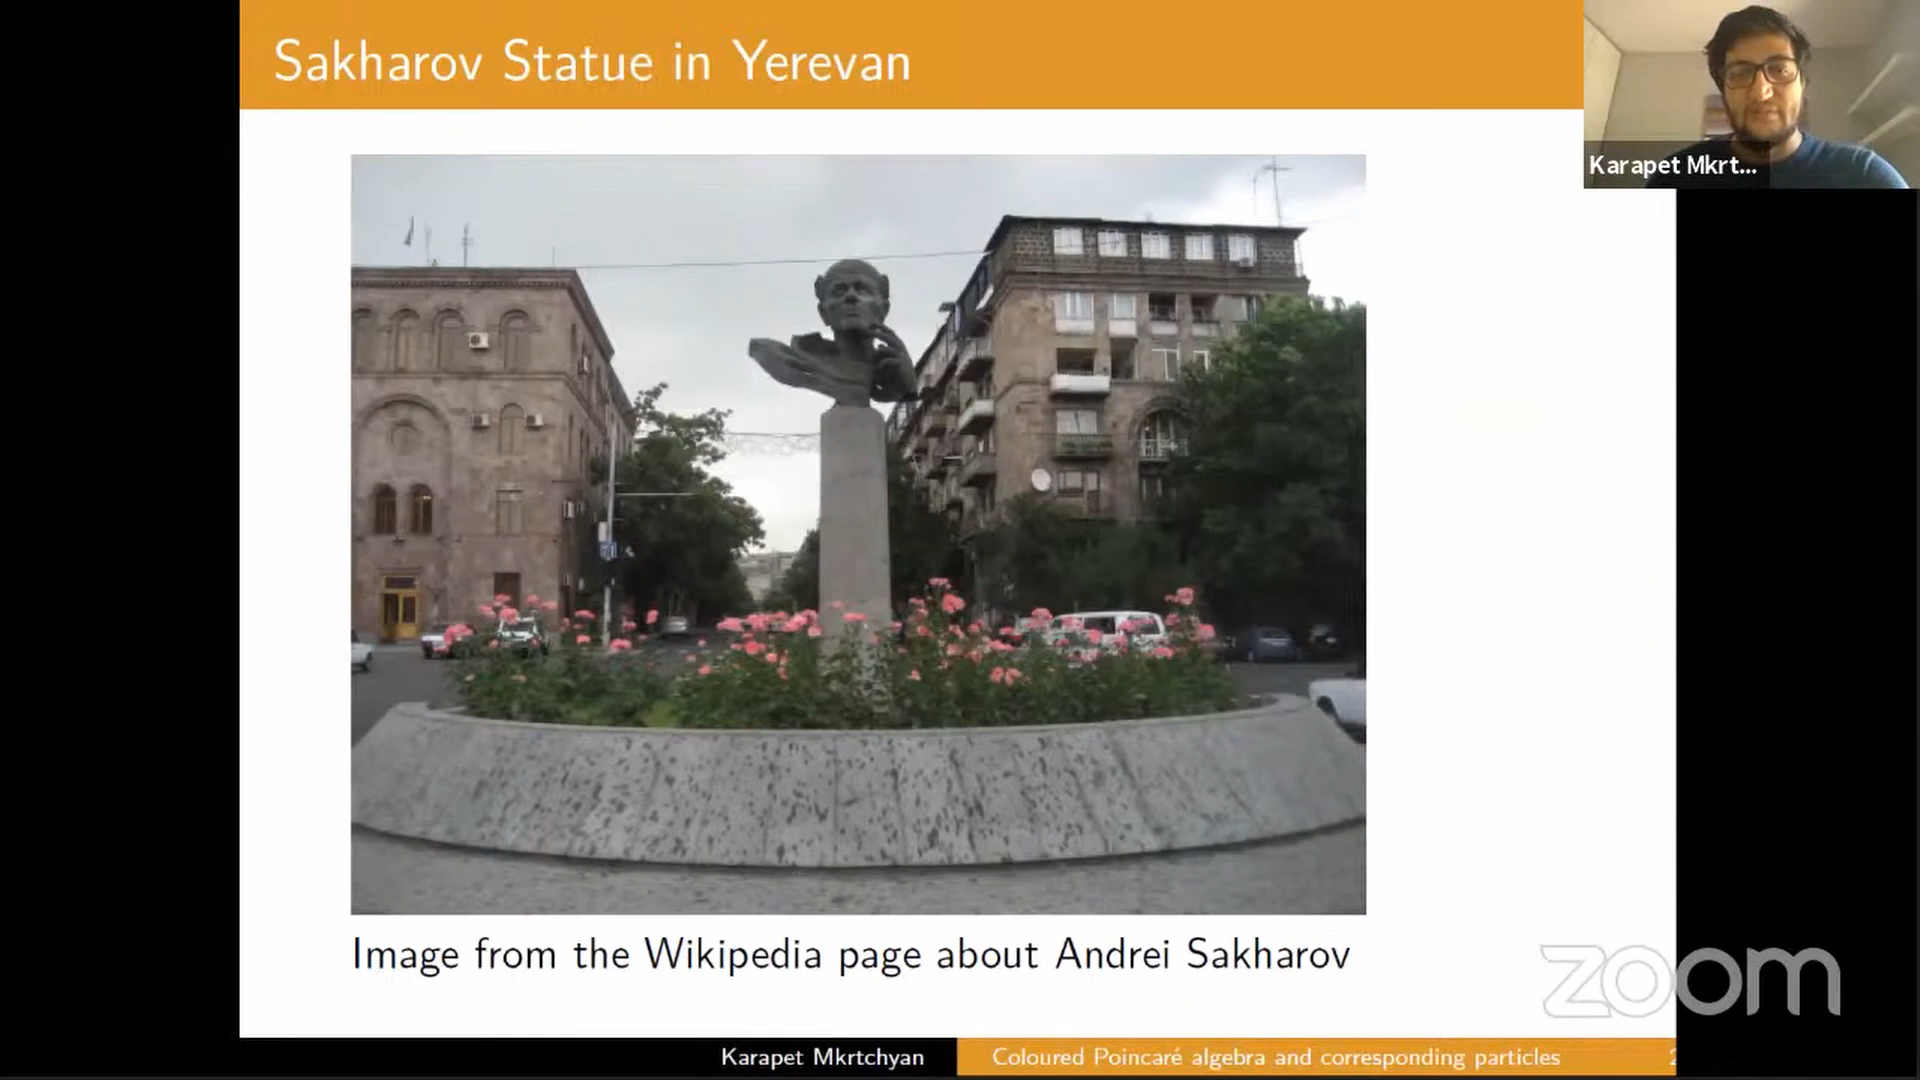 Sakharov Statue in Yerevan
Karapet Mkrt...
Image from the Wikipedia page about Andrei Sakharov
zoom
Karapet Mkrtchyan
Coloured Poincaré algebra and corresponding particles